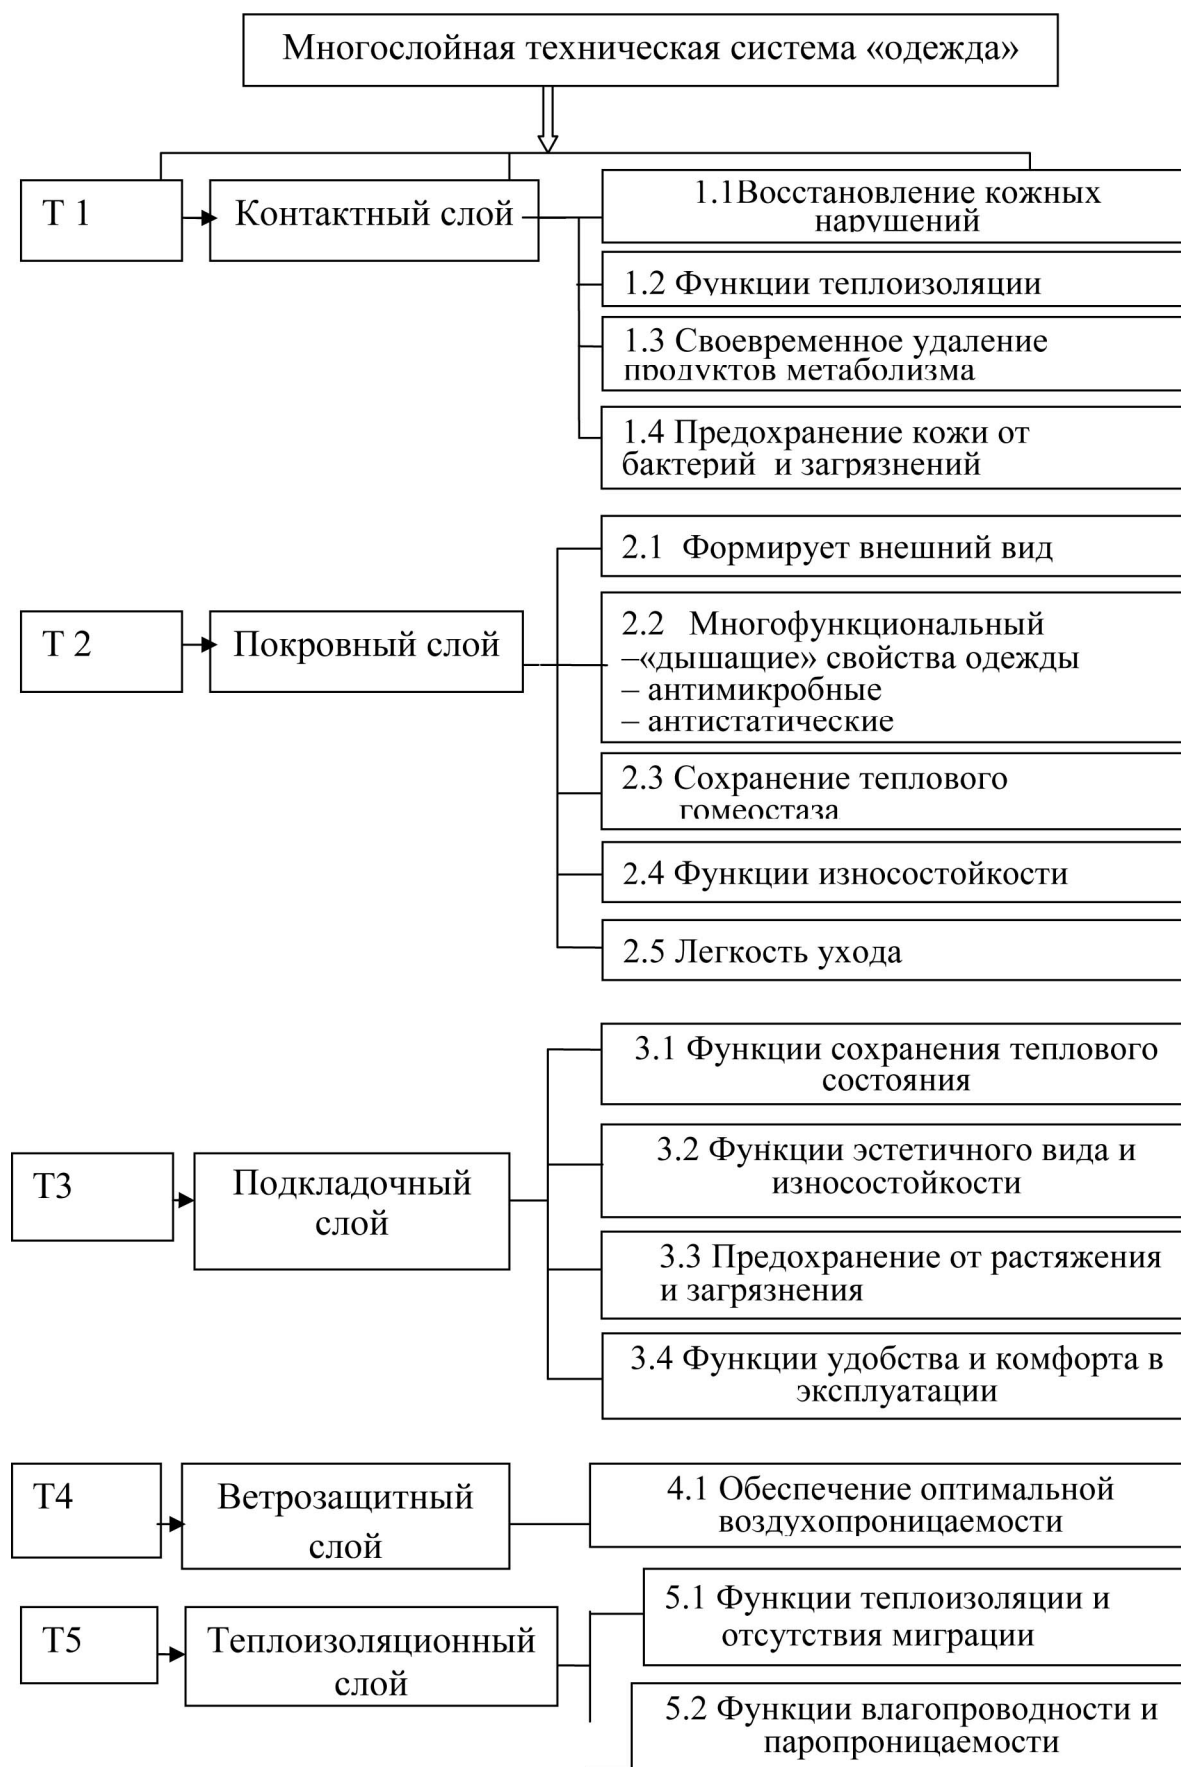 Многослойная техническая система «одежда»
Т 1
Контактный слой
1.1Восстановление кожных
нарушений
1.2 Функции теплоизоляции
1.3 Своевременное удаление
продуктов метаболизма
1.4 Предохранение кожи от
бактерий и загрязнений
2.1 Формирует внешний вид
Т 2
Покровный слой
2.2 Многофункциональный
–«дышащие» свойства одежды
– антимикробные
– антистатические
2.3 Сохранение теплового
гомеостаза
2.4 Функции износостойкости
2.5 Легкость ухода
3.1 Функции сохранения теплового
состояния
Т3
Подкладочный
слой
3.2 Функции эстетичного вида и
износостойкости
3.3 Предохранение от растяжения
и загрязнения
3.4 Функции удобства и комфорта в
эксплуатации
Т4
Ветрозащитный
слой
4.1 Обеспечение оптимальной
воздухопроницаемости
Т5
Теплоизоляционный
слой
5.1 Функции теплоизоляции и
отсутствия миграции
5.2 Функции влагопроводности и
паропроницаемости